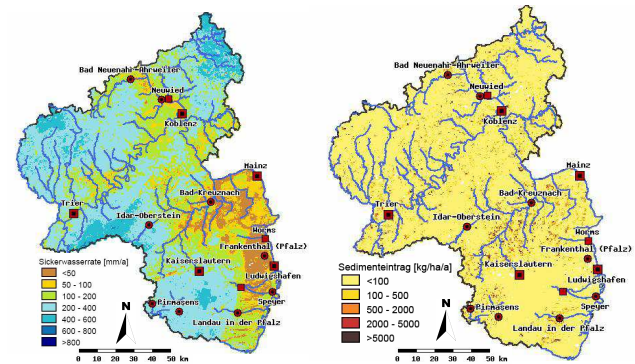 Bad Neuenahr-Ahrweiler
Neuwied
Koblenz
Mainz
Bad-Kreuznach
Trier
Idar-Oberstein
Worms
Frankenthal (Pfalz)
Kaiserslautern
Ludwigshafen
Speyer
Pirmasens
Landau in der Pfalz
Sickerwasserrate [mm/a]
<50
50 - 100
100 - 200
200 - 400
400 - 600
600 - 800
>800
N
0 10 20 30 40 50 km
Bad Neuenahr-Ahrweiler
Neuwied
Koblenz
Mainz
Bad-Kreuznach
Trier
Idar-Oberstein
Worms
Frankenthal (Pfalz)
Kaiserslautern
Ludwigshafen
Speyer
Pirmasens
Landau in der Pfalz
Sedimenteintrag [kg/ha/a]
<100
100 - 500
500 - 2000
2000 - 5000
>5000
N
0 10 20 30 40 50 km